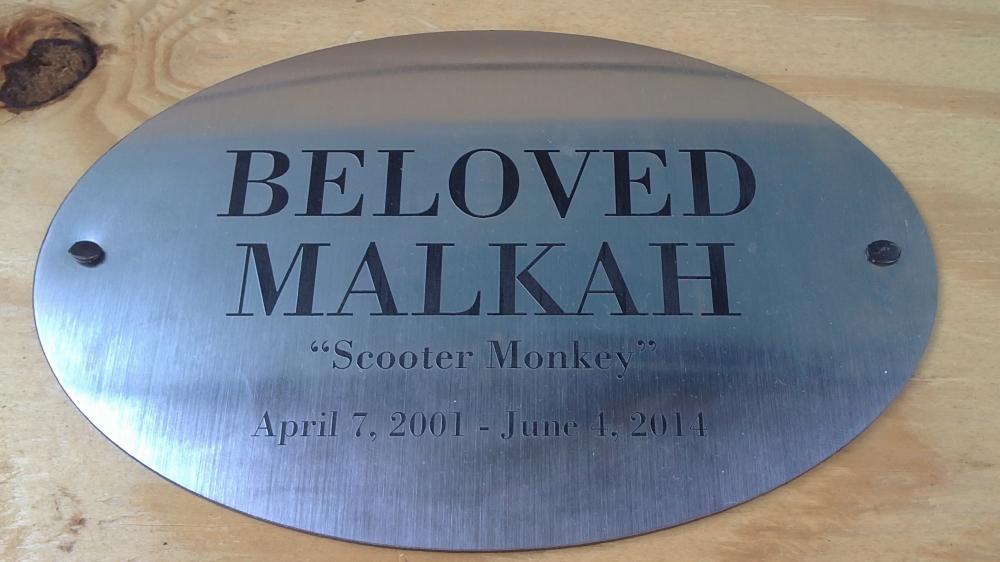 BELOVED
MALKAH
“Scooter Monkey”
April 7, 2001 - June 4, 2014